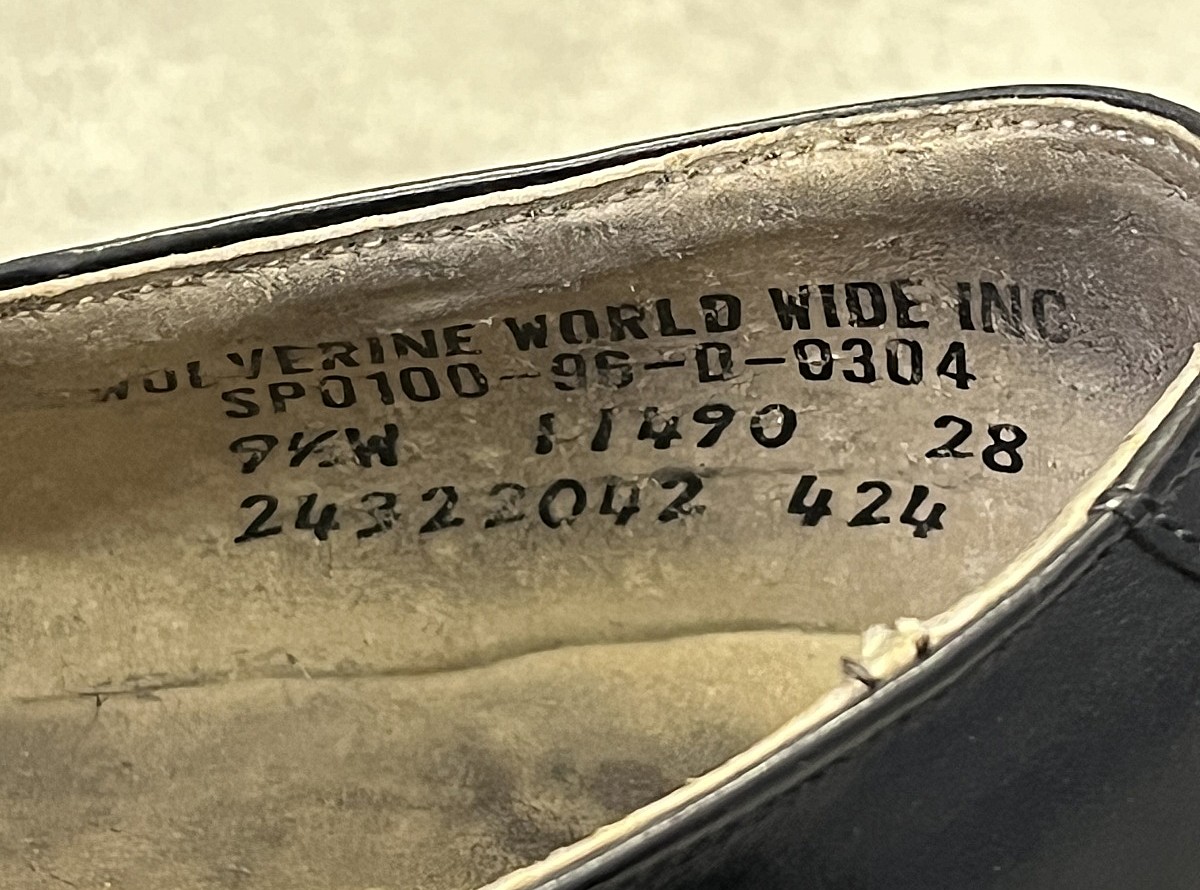 WOLVERINE WORLD WIDE INC
SP0100-96-D-0304
9½W 11490 28
24322042 424